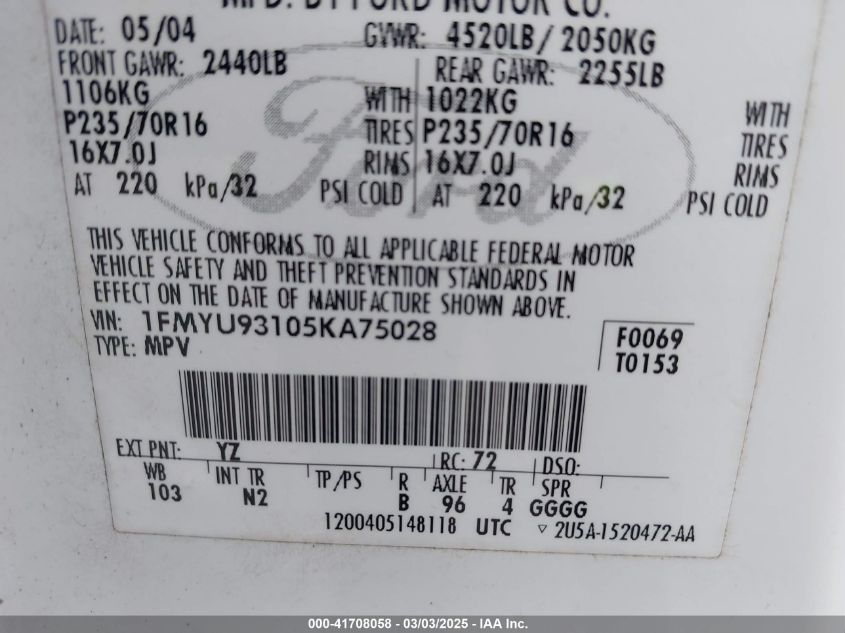 MFD. BY FORD MOTOR CO.
DATE: 05/04 GVWR: 4520LB/ 2050KG
FRONT GAWR: 2440LB REAR GAWR: 2255LB
1106KG WITH 1022KG WITH
P235/70R16 TIRES P235/70R16 TIRES
16X7.0J RIMS 16X7.0J RIMS
AT 220 kPa/32 PSI COLD AT 220 kPa/32 PSI COLD
Ford
THIS VEHICLE CONFORMS TO ALL APPLICABLE FEDERAL MOTOR
VEHICLE SAFETY AND THEFT PREVENTION STANDARDS IN
EFFECT ON THE DATE OF MANUFACTURE SHOWN ABOVE.
VIN: 1FMYU93105KA75028
TYPE: MPV
F0069
T0153
EXT PNT: YZ RC: 72 DSO:
WB INT TR TP/PS R AXLE TR SPR
103 N2 B 96 4 GGGG
1200405148118 UTC ▽ 2U5A-1520472-AA
000-41708058 - 03/03/2025 - IAA Inc.